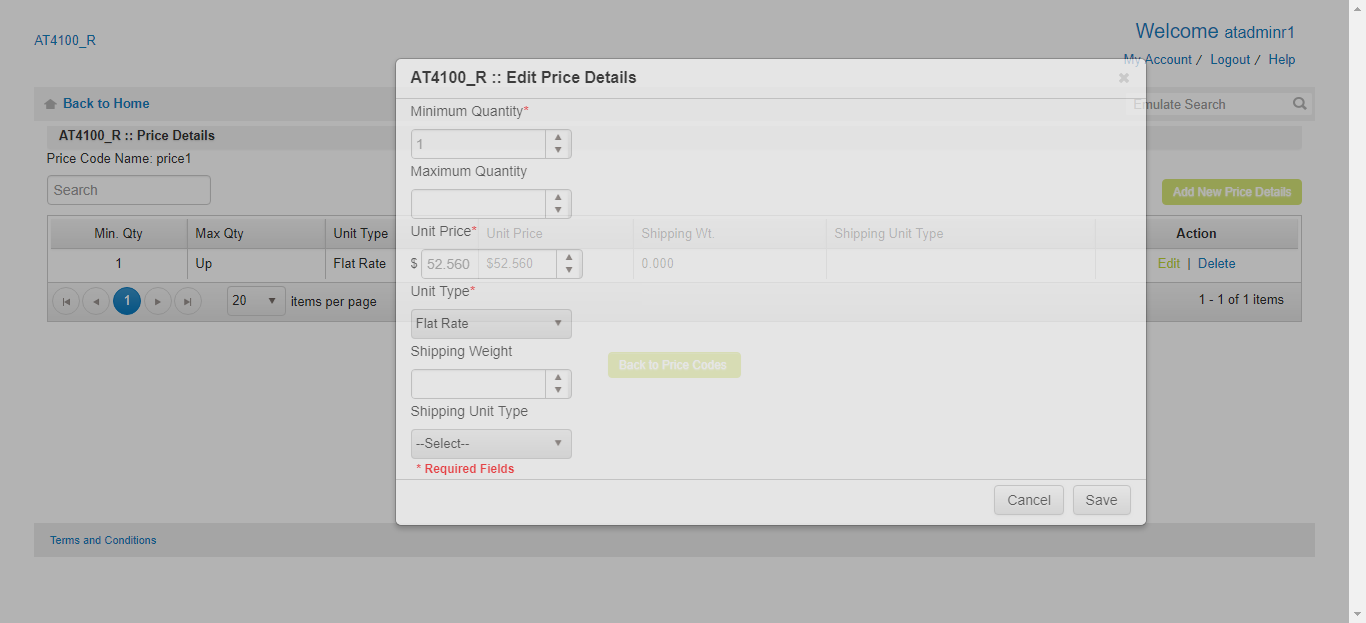 Welcome atadminr1
AT4100_R
My Account / Logout / Help
AT4100_R :: Edit Price Details
Back to Home
Emulate Search
AT4100_R :: Price Details
Price Code Name: price1
Search
Add New Price Details
Minimum Quantity*
1
Maximum Quantity
Unit Price*
$ 52.560
Unit Type*
Flat Rate
Shipping Weight
Shipping Unit Type
--Select--
* Required Fields
Cancel Save
Min. Qty Max Qty Unit Type Unit Price Shipping Wt. Shipping Unit Type Action
1 Up Flat Rate $52.560 0.000 Edit | Delete
1 20 items per page 1 - 1 of 1 items
Back to Price Codes
Terms and Conditions